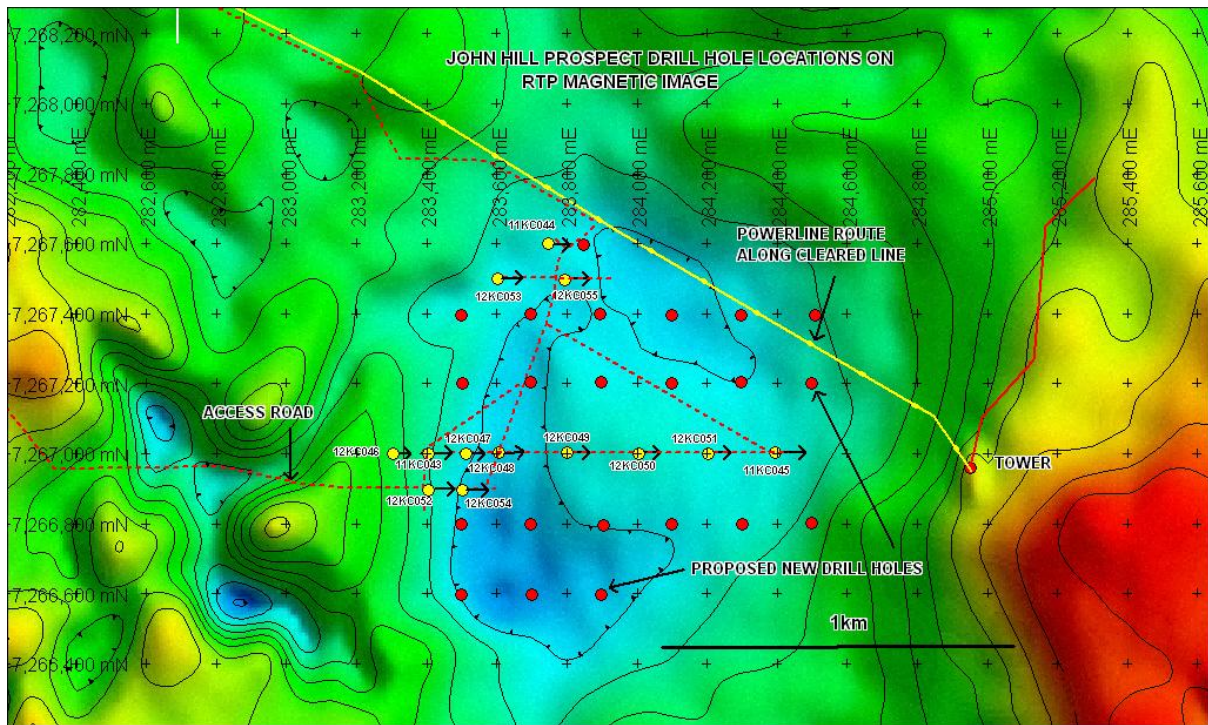 7,268,200 mN
JOHN HILL PROSPECT DRILL HOLE LOCATIONS ON
RTP MAGNETIC IMAGE
7,268,000 mN
7,267,800 mN
282,400 mE
282,600 mE
283,000 mE
283,200 mE
283,400 mE
283,600 mE
283,800 mE
284,000 mE
284,200 mE
284,400 mE
284,600 mE
284,800 mE
285,000 mE
285,200 mE
285,400 mE
285,600 mE
7,267,600 mN
11KC044
POWERLINE ROUTE
ALONG CLEARED LINE
12KC053
12KC055
7,267,400 mN
7,267,200 mN
ACCESS ROAD
12KC046
11KC043
12KC047
12KC048
12KC049
12KC050
12KC051
11KC045
TOWER
7,267,000 mN
12KC052
12KC054
7,266,800 mN
PROPOSED NEW DRILL HOLES
7,266,600 mN
1km
7,266,400 mN